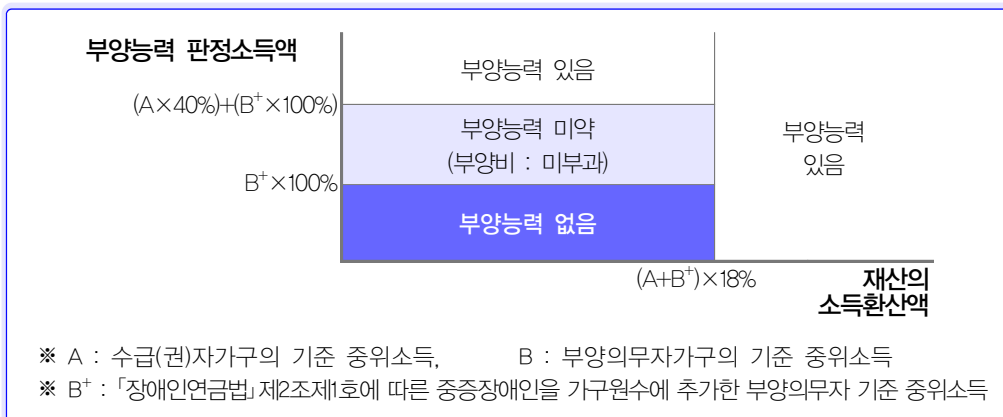 부양능력 판정소득액
부양능력 있음
(A×40%)+(B⁺×100%)
부양능력 미약
(부양비 : 미부과)
부양능력
있음
B⁺×100%
부양능력 없음
(A+B⁺)×18%
재산의
소득환산액
※ A : 수급(권)자가구의 기준 중위소득, B : 부양의무자가구의 기준 중위소득
※ B⁺ : 「장애인연금법」제2조제1호에 따른 중증장애인을 가구원수에 추가한 부양의무자 기준 중위소득